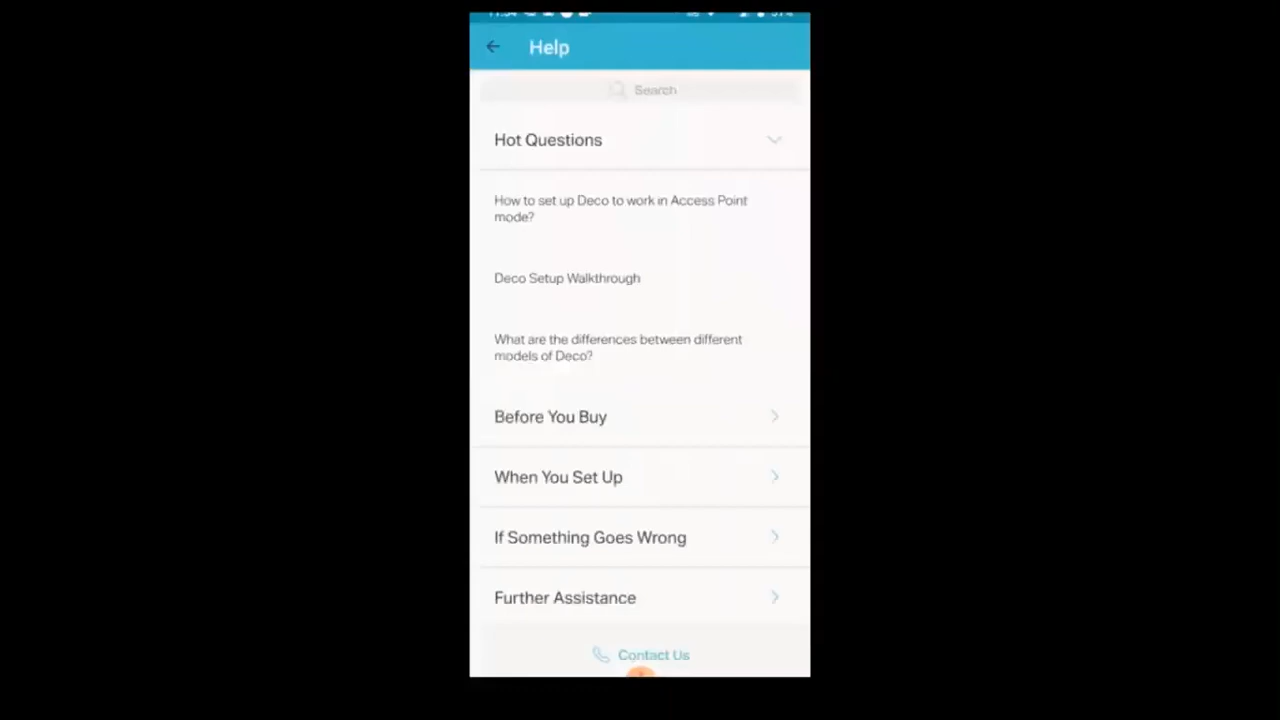 Help
Search
Hot Questions
How to set up Deco to work in Access Point
mode?
Deco Setup Walkthrough
What are the differences between different
models of Deco?
Before You Buy
When You Set Up
If Something Goes Wrong
Further Assistance
Contact Us